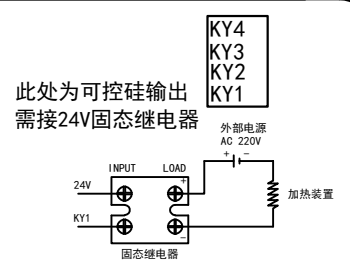 KY4
KY3
KY2
KY1
此处为可控硅输出
需接24V固态继电器
外部电源
AC 220V
+ -
INPUT LOAD
+
24V
加热装置
KY1
-
固态继电器